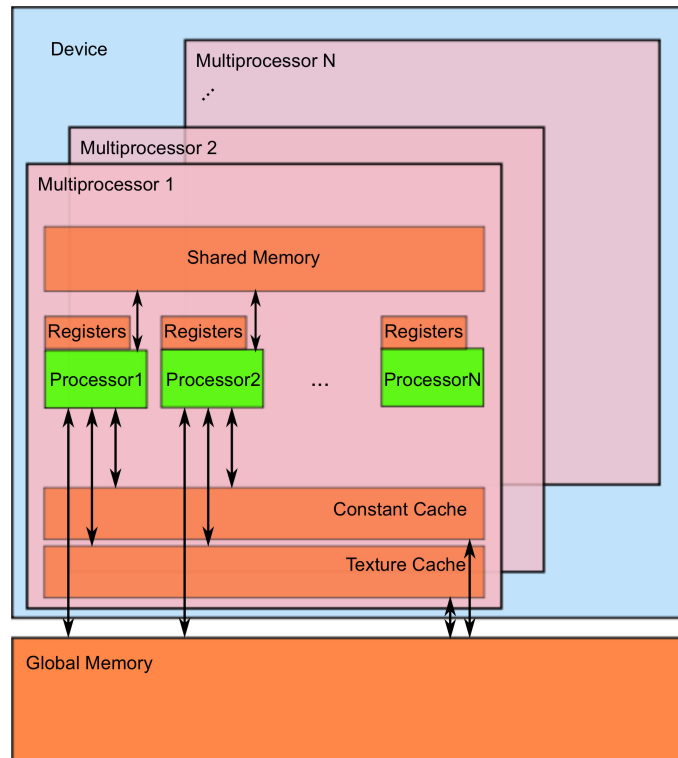 Device
Multiprocessor N
...
Multiprocessor 2
Multiprocessor 1
Shared Memory
Registers Registers Registers
Processor1 Processor2 ... ProcessorN
Constant Cache
Texture Cache
Global Memory